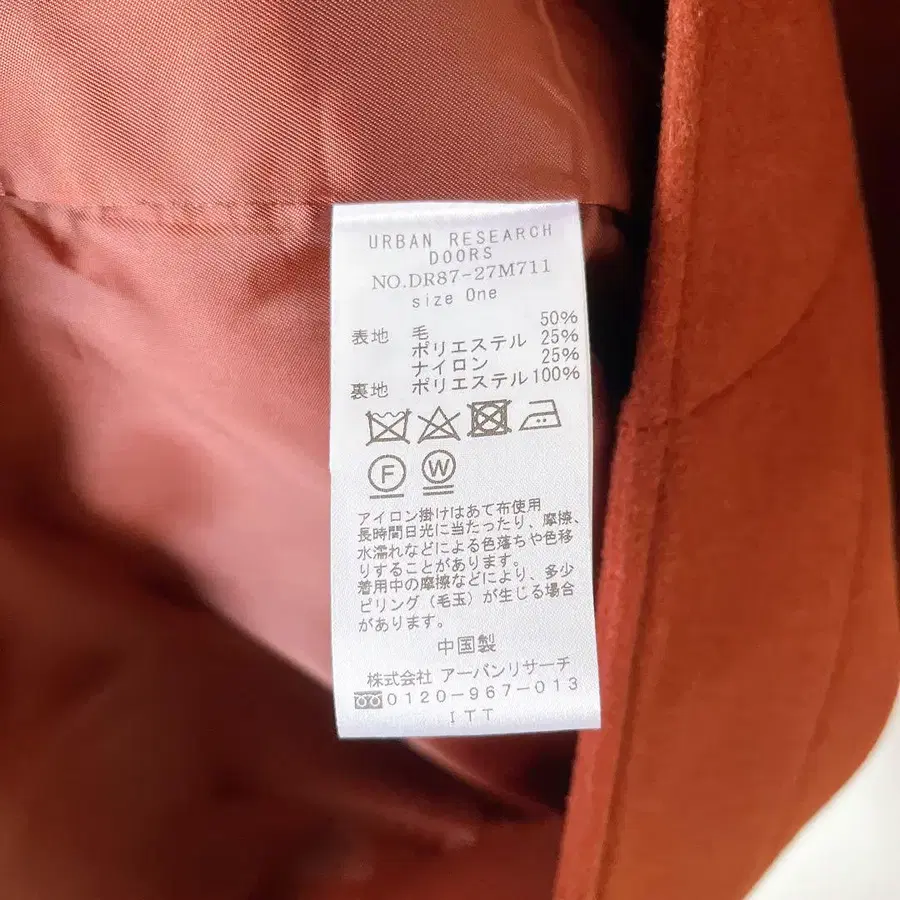 URBAN RESEARCH
DOORS
NO.DR87-27M711
size One
表地 毛 50%
ポリエステル 25%
ナイロン 25%
裏地 ポリエステル100%
F W
アイロン掛けはあて布使用
長時間日光に当たったり、摩擦、
水濡れなどによる色落ちや色移
りすることがあります。
着用中の摩擦などにより、多少
ピリング(毛玉)が生じる場合
があります。
中国製
株式会社 アーバンリサーチ
0120-967-013
ITT